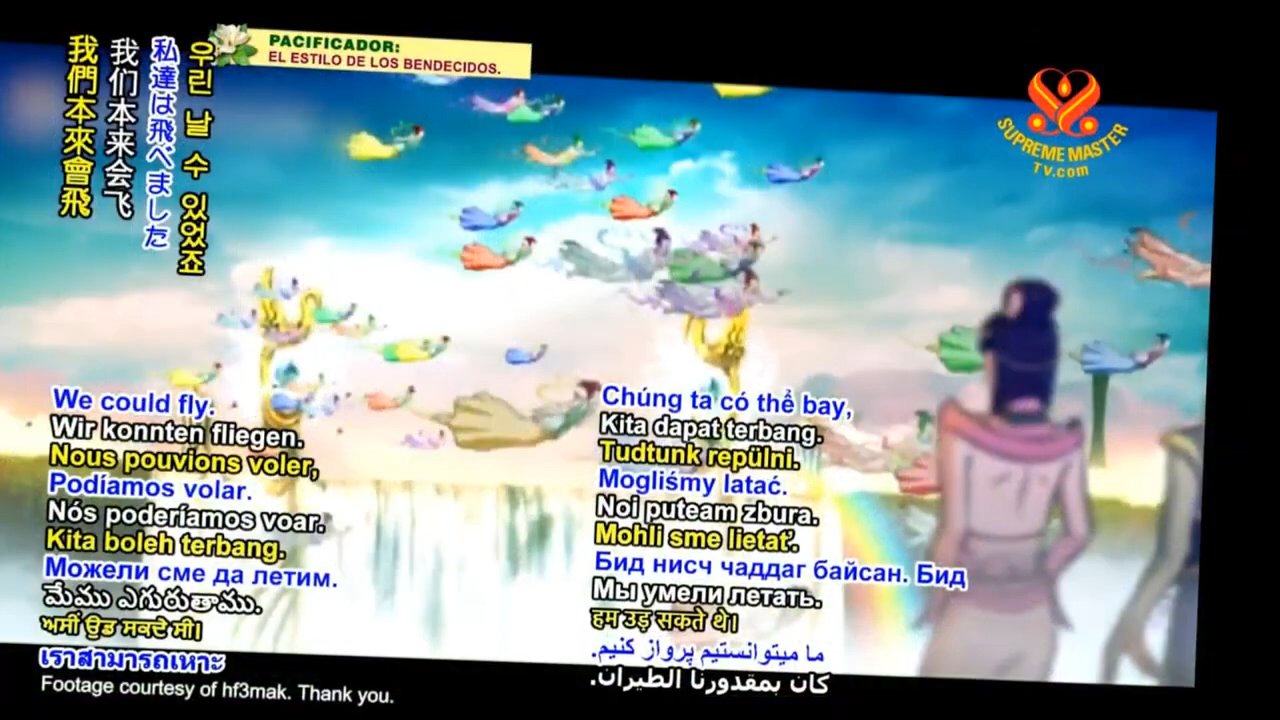 PACIFICADOR:
EL ESTILO DE LOS BENDECIDOS.
SUPREME MASTER
TV.com
우린 날 수 있었죠
私達は飛べました
我们本来会飞
我們本來會飛
We could fly.
Wir konnten fliegen.
Nous pouvions voler,
Podíamos volar.
Nós poderíamos voar.
Kita boleh terbang.
Можели сме да летим.
మేము ఎగురుతాము.
ਅਸੀਂ ਉਡ ਸਕਦੇ ਸੀ।
เราสามารถเหาะ
Footage courtesy of hf3mak. Thank you.
Chúng ta có thể bay,
Kita dapat terbang.
Tudtunk repülni.
Mogliśmy latać.
Noi puteam zbura.
Mohli sme lietať.
Бид нисч чаддаг байсан. Бид
Мы умели летать.
हम उड़ सकते थे।
ما میتوانستیم پرواز کنیم.
كان بمقدورنا الطيران.